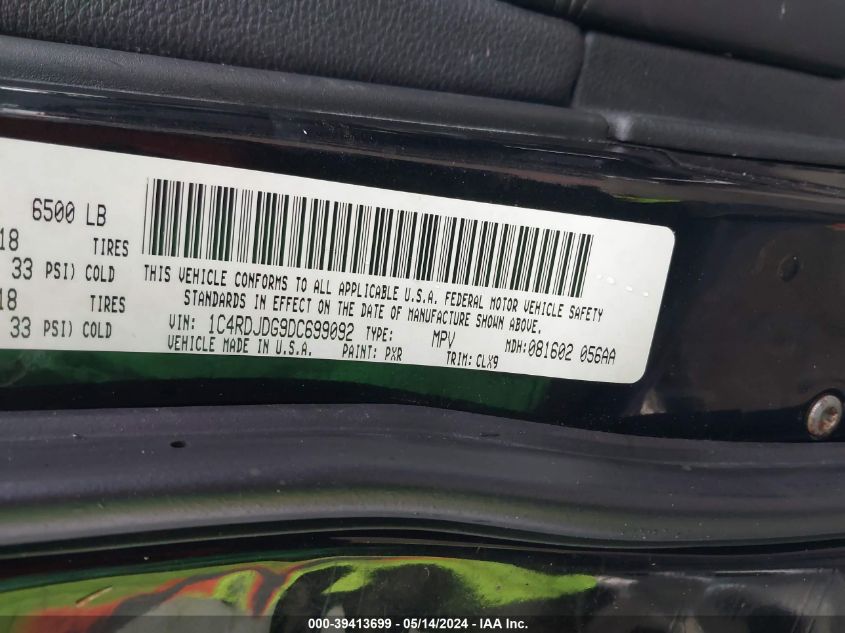 6500 LB
18 TIRES
33 PSI) COLD
18 TIRES
33 PSI) COLD
THIS VEHICLE CONFORMS TO ALL APPLICABLE U.S.A. FEDERAL MOTOR VEHICLE SAFETY
STANDARDS IN EFFECT ON THE DATE OF MANUFACTURE SHOWN ABOVE.
VIN: 1C4RDJDG9DC699092 TYPE: MPV MDH:081602 056AA
VEHICLE MADE IN U.S.A. PAINT: PXR TRIM: CLX9
000-39413699 - 05/14/2024 - IAA Inc.